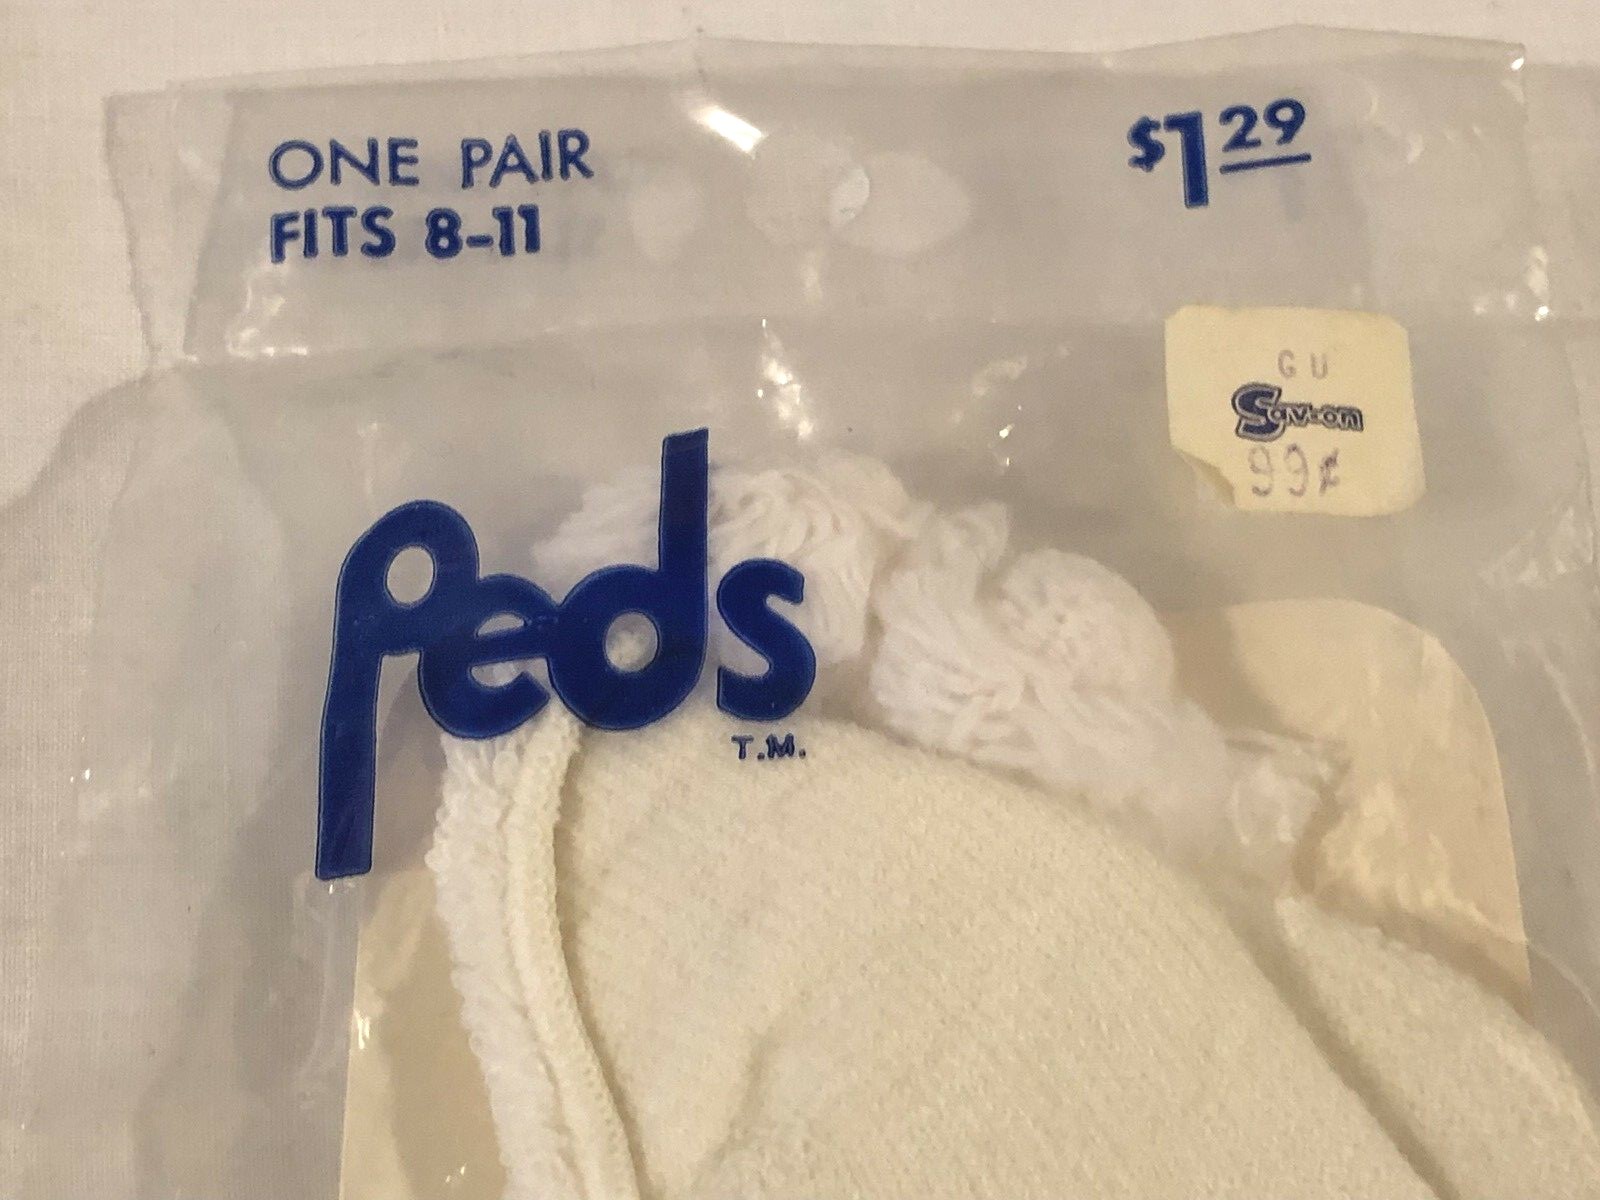 ONE PAIR
FITS 8-11
$1 29
GU
Sav-on
99¢
Peds
T.M.